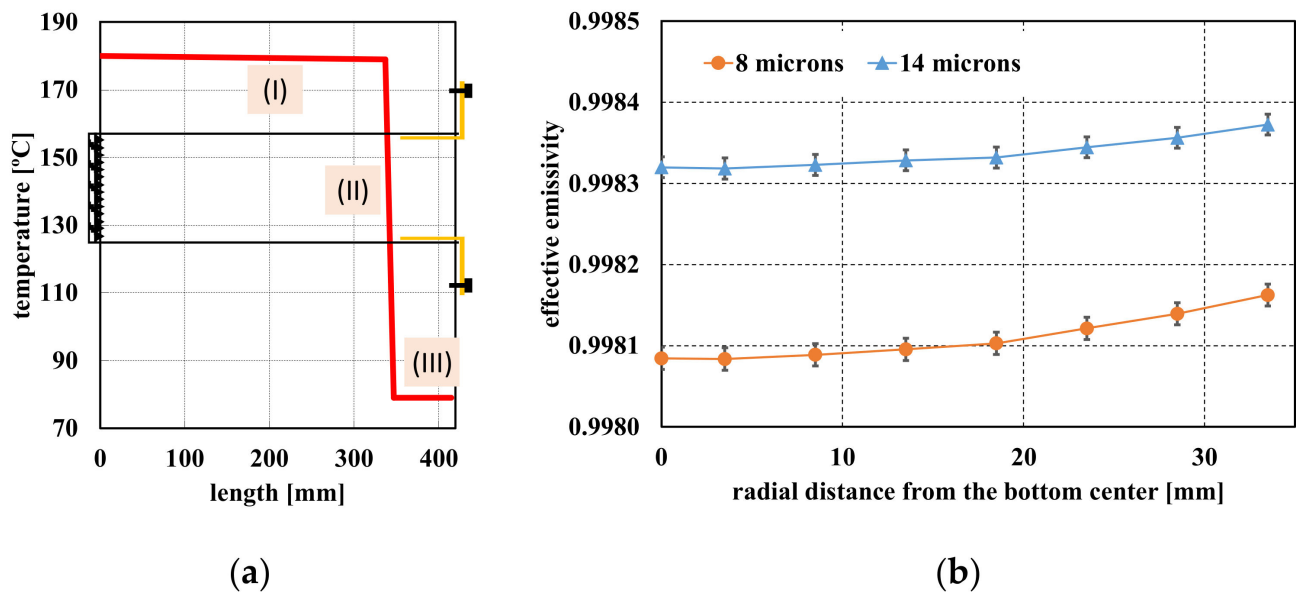 190
170
150
130
110
90
70
temperature [ºC]
(I)
(II)
(III)
0 100 200 300 400
length [mm]
(a)
0.9985
0.9984
0.9983
0.9982
0.9981
0.9980
effective emissivity
8 microns 14 microns
0 10 20 30
radial distance from the bottom center [mm]
(b)